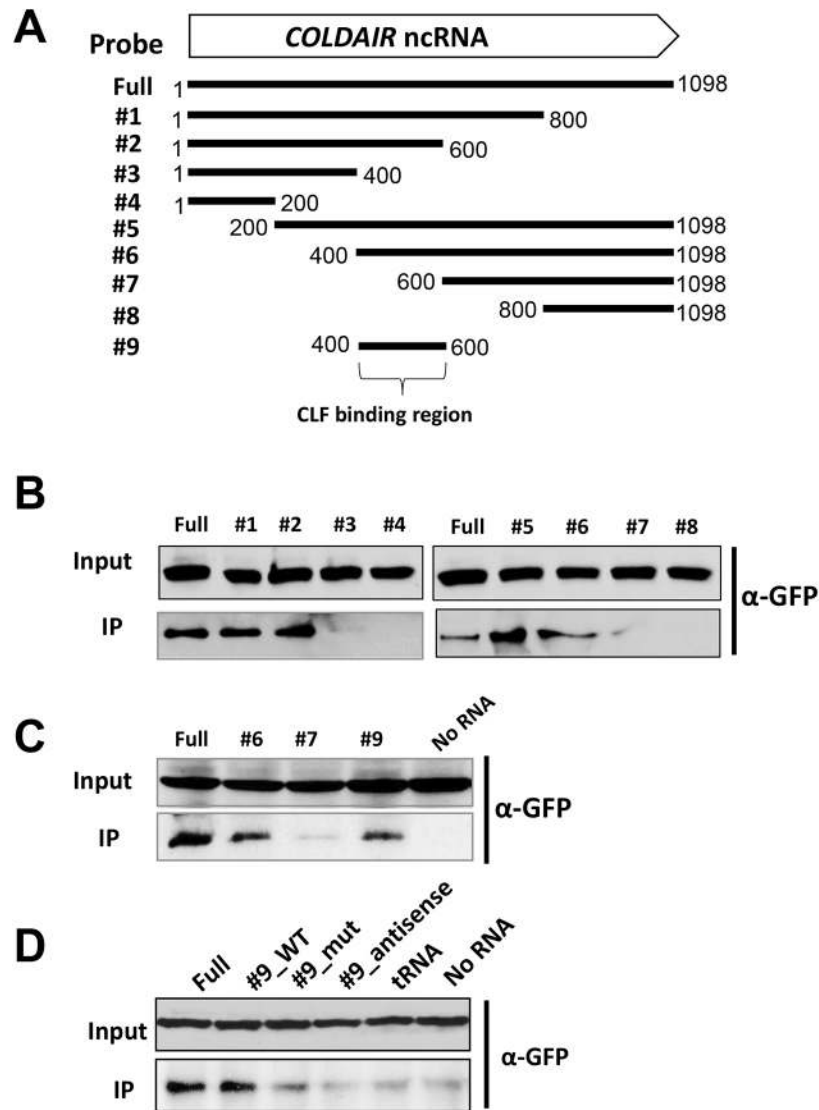 A
Probe
COLDAIR ncRNA
Full 1 1098
#1 1 800
#2 1 600
#3 1 400
#4 1 200
#5 200 1098
#6 400 1098
#7 600 1098
#8 800 1098
#9 400 600
CLF binding region
B
Full #1 #2 #3 #4 Full #5 #6 #7 #8
Input
IP
α-GFP
C
Full #6 #7 #9 No RNA
Input
IP
α-GFP
D
Full #9_WT #9_mut #9_antisense tRNA No RNA
Input
IP
α-GFP